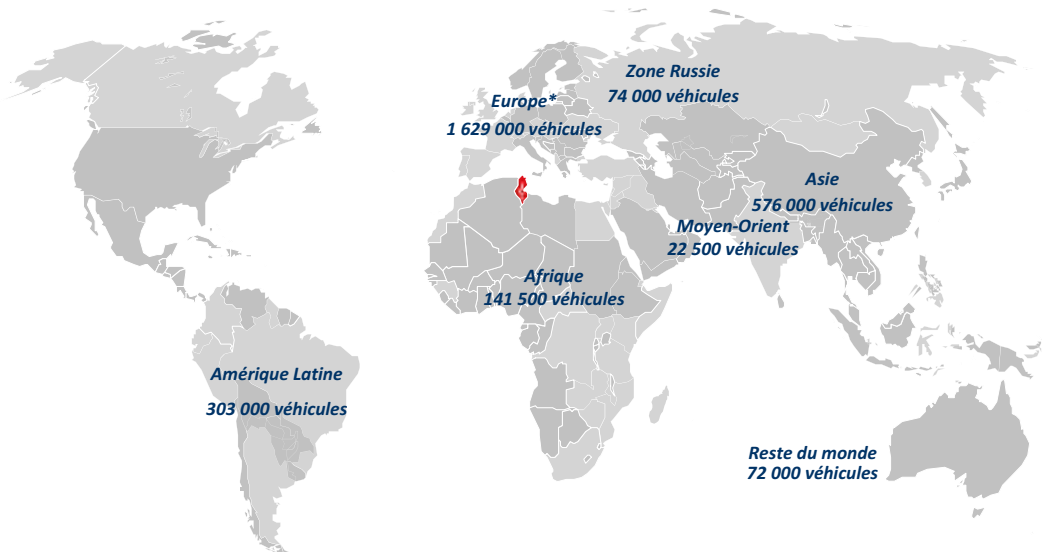 Zone Russie
74 000 véhicules
Europe*
1 629 000 véhicules
Asie
576 000 véhicules
Moyen-Orient
22 500 véhicules
Afrique
141 500 véhicules
Amérique Latine
303 000 véhicules
Reste du monde
72 000 véhicules